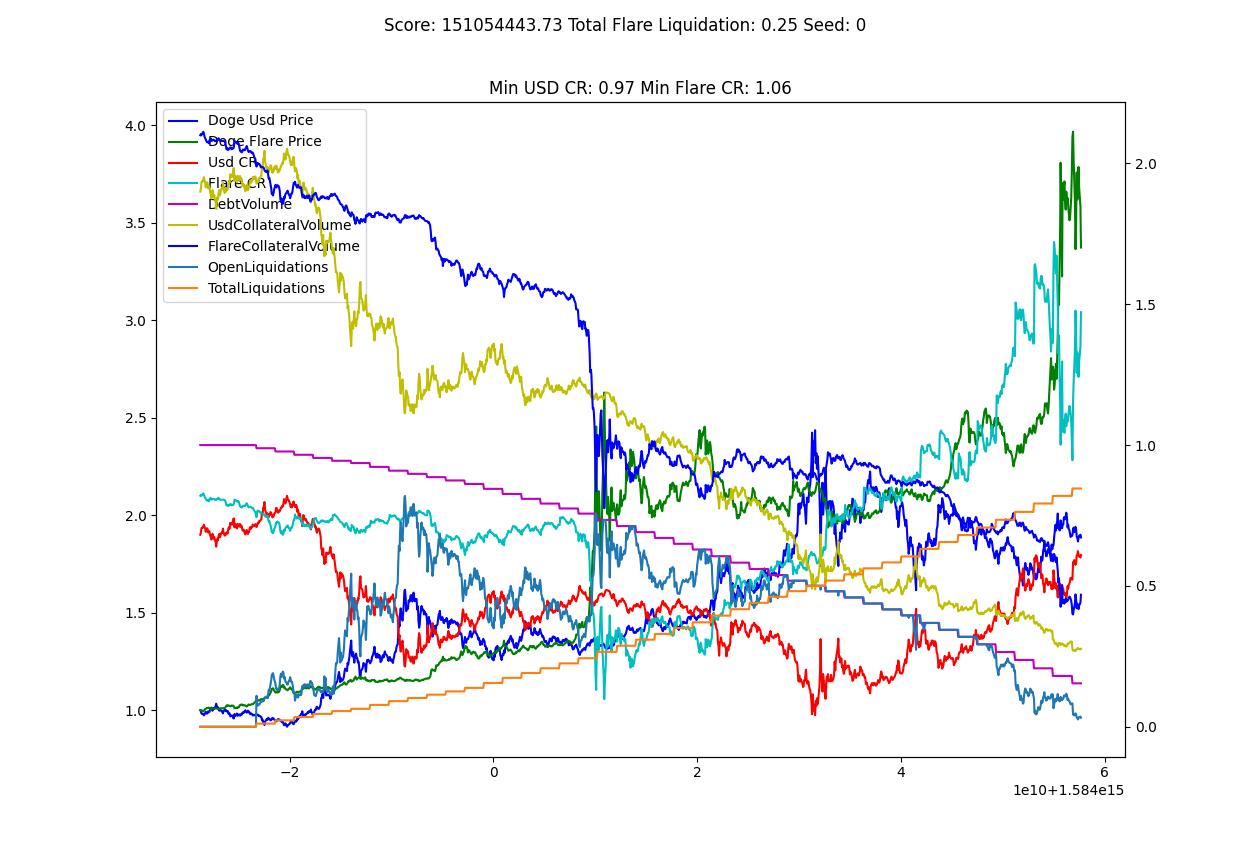 Score: 151054443.73 Total Flare Liquidation: 0.25 Seed: 0
Min USD CR: 0.97 Min Flare CR: 1.06
Doge Usd Price
Doge Flare Price
Usd CR
Flare CR
DebtVolume
UsdCollateralVolume
FlareCollateralVolume
OpenLiquidations
TotalLiquidations
4.0
3.5
3.0
2.5
2.0
1.5
1.0
2.0
1.5
1.0
0.5
0.0
−2
0
2
4
6
1e10+1.584e15